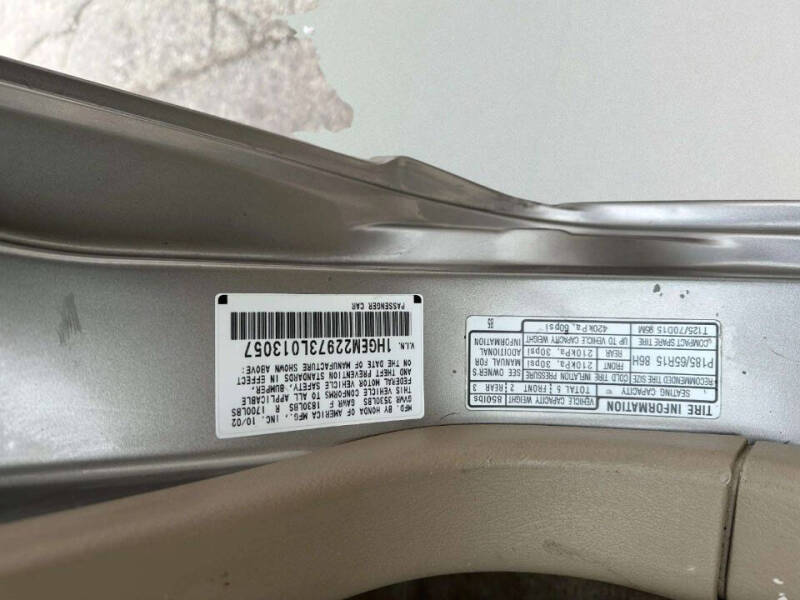 MFD. BY HONDA OF AMERICA MFG., INC. 10/02
GVWR 3530LBS GAWR F 1830LBS R 1700LBS
THIS VEHICLE CONFORMS TO ALL APPLICABLE
FEDERAL MOTOR VEHICLE SAFETY, BUMPER,
AND THEFT PREVENTION STANDARDS IN EFFECT
ON THE DATE OF MANUFACTURE SHOWN ABOVE:
V.I.N. 1HGEM22973L013057
PASSENGER CAR
TIRE INFORMATION
VEHICLE CAPACITY WEIGHT 850lbs
SEATING CAPACITY TOTAL 5 FRONT 2 REAR 3
RECOMMENDED TIRE SIZE COLD TIRE INFLATION PRESSURE
P185/65R15 86H FRONT 210kPa, 30psi
REAR 210kPa, 30psi
SEE OWNER'S MANUAL FOR ADDITIONAL INFORMATION
COMPACT SPARE TIRE UP TO VEHICLE CAPACITY WEIGHT
T125/70D15 95M 420kPa, 60psi